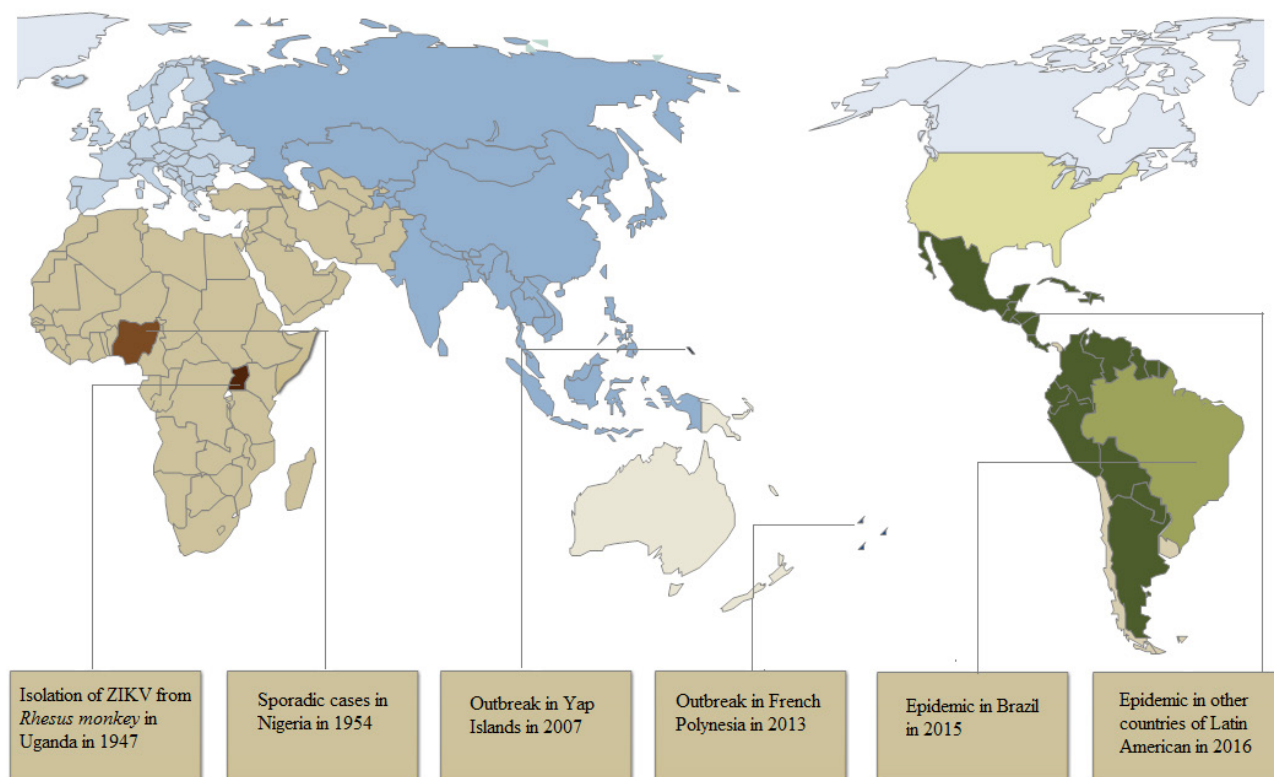 Isolation of ZIKV from
Rhesus monkey in
Uganda in 1947
Sporadic cases in
Nigeria in 1954
Outbreak in Yap
Islands in 2007
Outbreak in French
Polynesia in 2013
Epidemic in Brazil
in 2015
Epidemic in other
countries of Latin
American in 2016